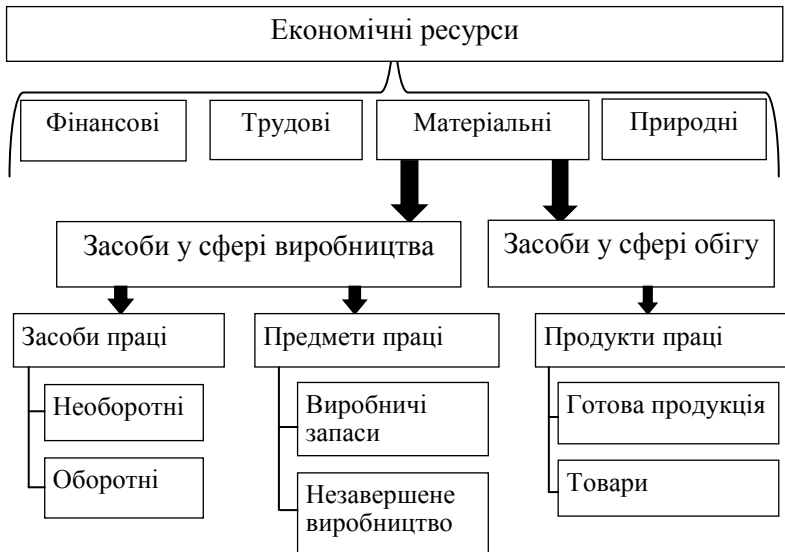 Економічні ресурси
Фінансові
Трудові
Матеріальні
Природні
Засоби у сфері виробництва
Засоби у сфері обігу
Засоби праці
Предмети праці
Продукти праці
Необоротні
Оборотні
Виробничі
запаси
Незавершене
виробництво
Готова продукція
Товари